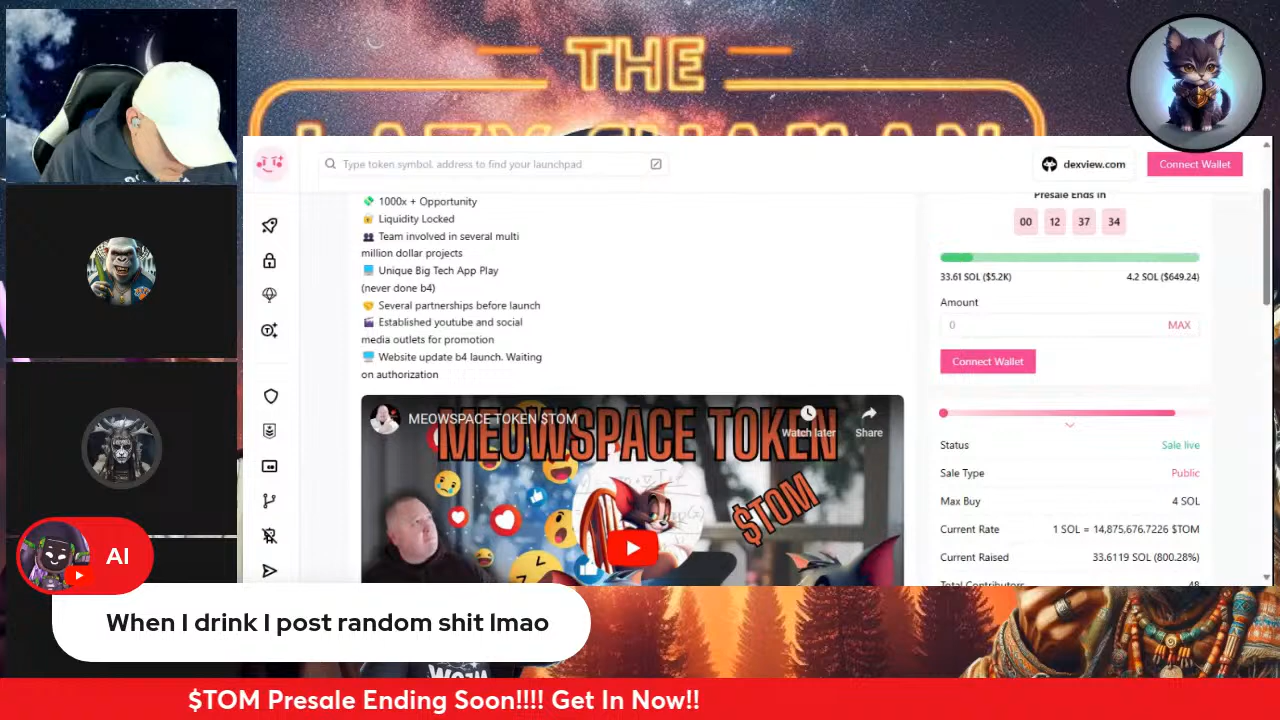 THE
Type token symbol. address to find your launchpad
dexview.com
Connect Wallet
1000x + Opportunity
Liquidity Locked
Team involved in several multi
million dollar projects
Unique Big Tech App Play
(never done b4)
Several partnerships before launch
Established youtube and social
media outlets for promotion
Website update b4 launch. Waiting
on authorization
MEOWSPACE TOKEN $TOM
Watch later
Share
MEOWSPACE TOKEN
$TOM
Presale Ends In
00 12 37 34
33.61 SOL ($5.2K) 4.2 SOL ($649.24)
Amount
0 MAX
Connect Wallet
Status Sale live
Sale Type Public
Max Buy 4 SOL
Current Rate 1 SOL = 14,875,676.7226 $TOM
Current Raised 33.6119 SOL (800.28%)
Total Contributors 48
AI
When I drink I post random shit lmao
$TOM Presale Ending Soon!!!! Get In Now!!